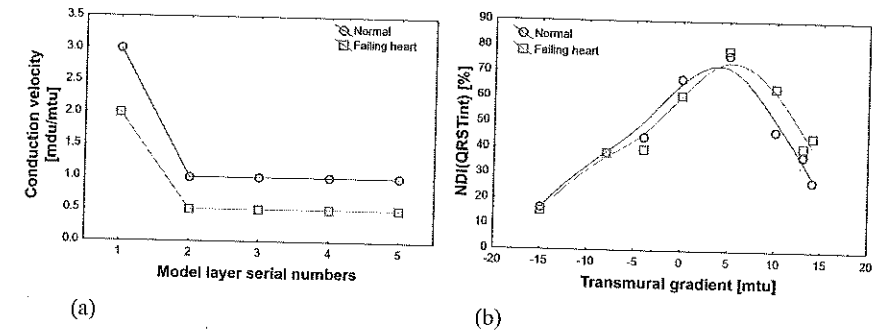 3.5
3.0
2.5
2.0
1.5
1.0
0.5
0.0
Conduction velocity
[mdu/mtu]
Normal
Failing heart
1 2 3 4 5
Model layer serial numbers
(a)
90
80
70
60
50
40
30
20
10
0
NDI(QRSTint) [%]
Normal
Failing heart
-20 -15 -10 -5 0 5 10 15 20
Transmural gradient [mtu]
(b)